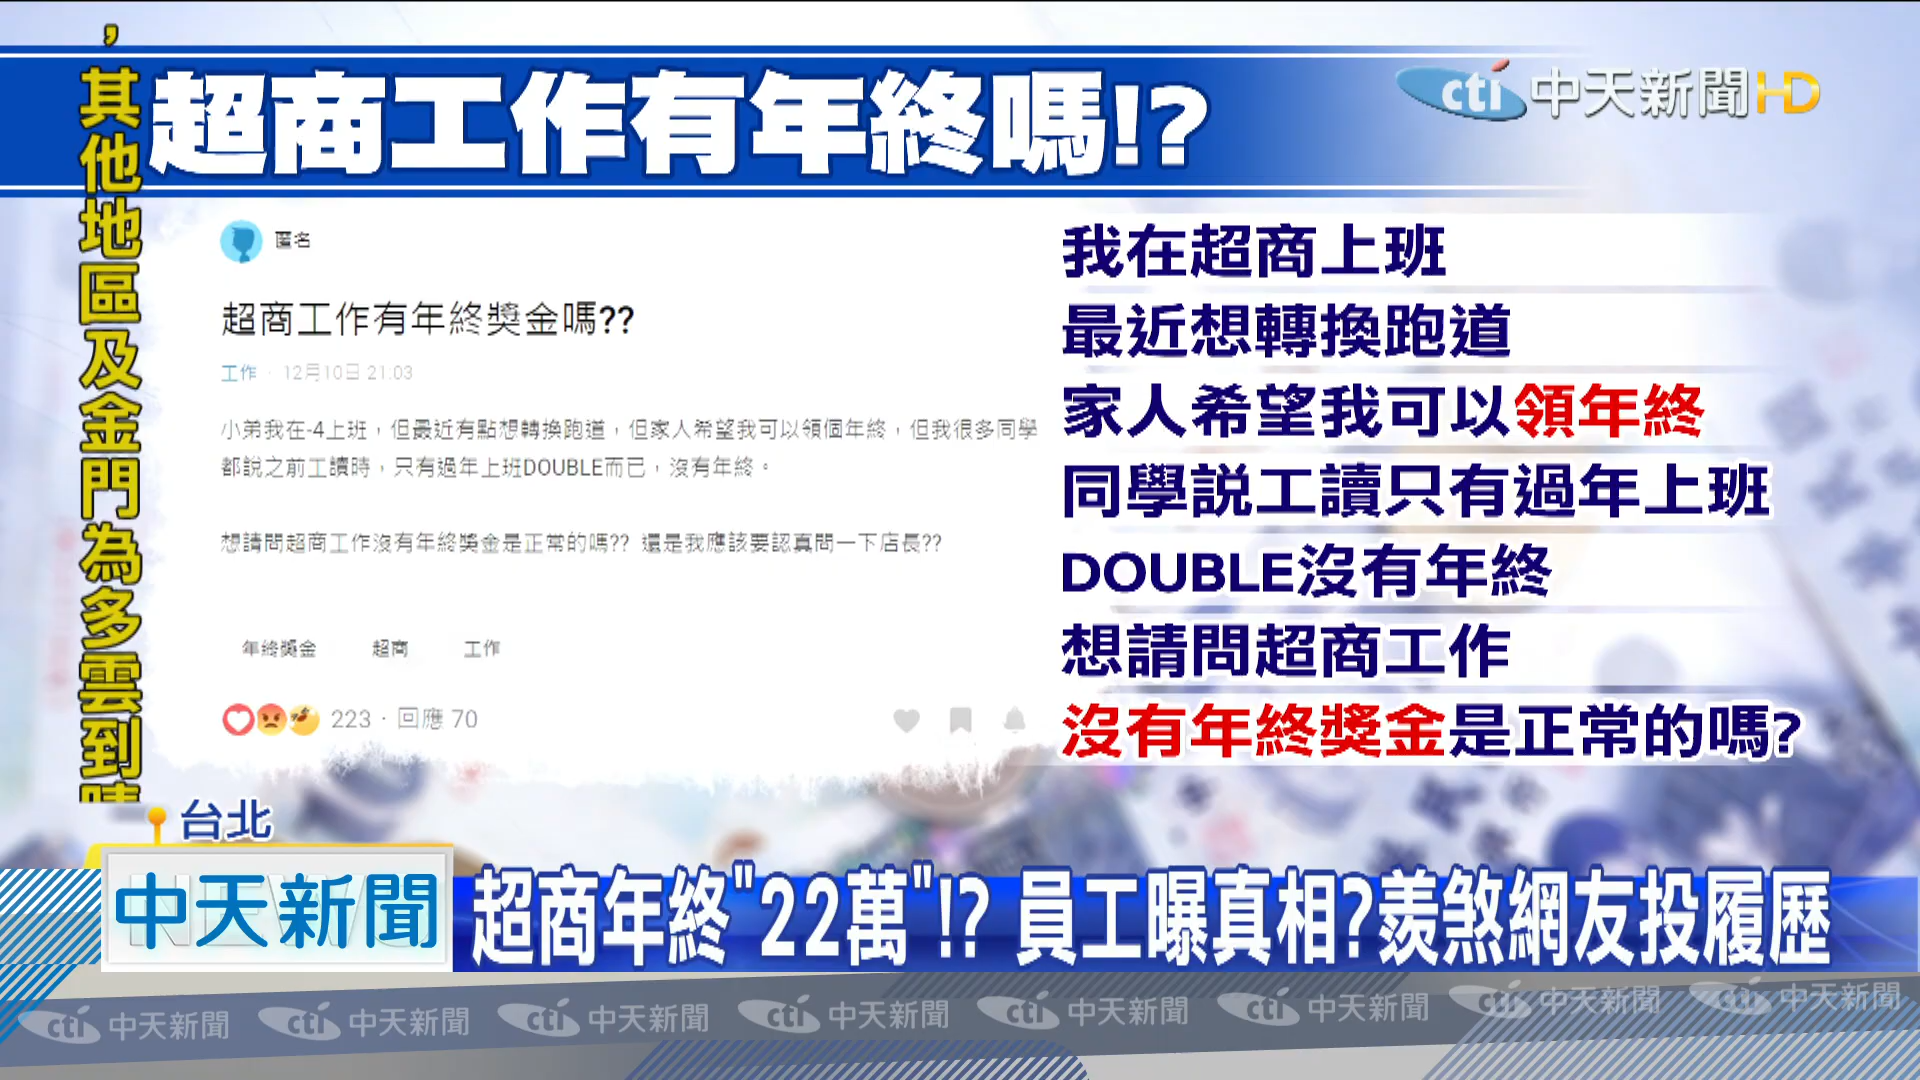 ，其他地區及金門為多雲到
超商工作有年終嗎!?
cti 中天新聞HD
匿名
超商工作有年終獎金嗎??
工作 · 12月10日 21:03
小弟我在-4上班，但最近有點想轉換跑道，但家人希望我可以領個年終，但我很多同學
都說之前工讀時，只有過年上班DOUBLE而已，沒有年終。
想請問超商工作沒有年終獎金是正常的嗎?? 還是我應該要認真問一下店長??
年終獎金 超商 工作
223 · 回應 70
我在超商上班
最近想轉換跑道
家人希望我可以領年終
同學說工讀只有過年上班
DOUBLE沒有年終
想請問超商工作
沒有年終獎金是正常的嗎?
台北
中天新聞
NEWS
超商年終"22萬"!? 員工曝真相?羨煞網友投履歷
cti 中天新聞 cti 中天新聞 cti 中天新聞 cti 中天新聞 cti 中天新聞 cti 中天新聞 cti 中天新聞 cti 中天新聞